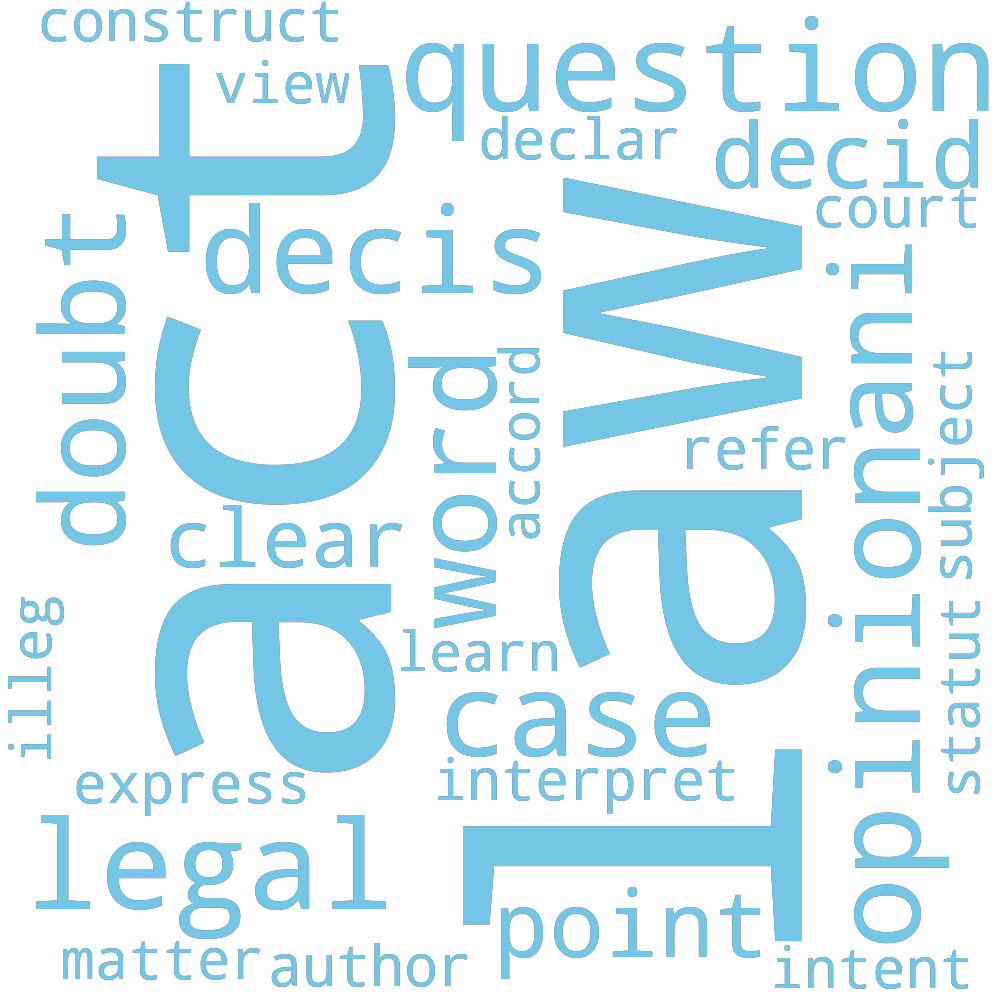 construct
view
question
declar
decid
court
act
doubt
decis
law
word
accord
opinionani
subject
refer
clear
illeg
learn
statut
case
express
interpret
legal
point
matter
author
intent